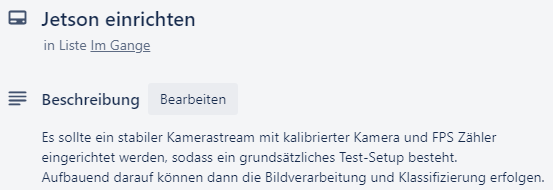 Jetson einrichten
in Liste Im Gange
Beschreibung Bearbeiten
Es sollte ein stabiler Kamerastream mit kalibrierter Kamera und FPS Zähler
eingerichtet werden, sodass ein grundsätzliches Test-Setup besteht.
Aufbauend darauf können dann die Bildverarbeitung und Klassifizierung erfolgen.